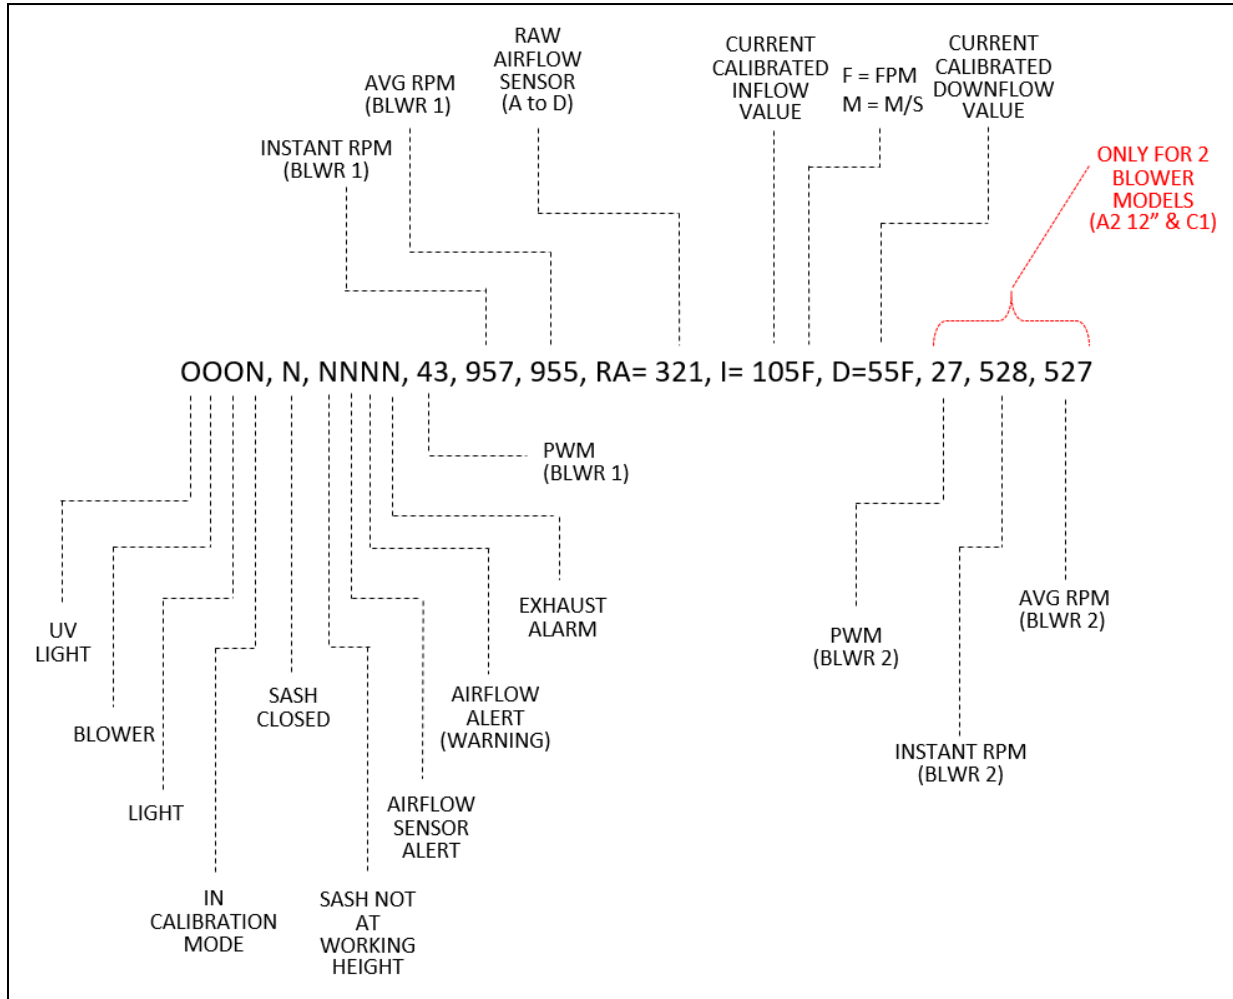 RAW
AIRFLOW
SENSOR
(A to D)
CURRENT
CALIBRATED
INFLOW
VALUE
F = FPM
M = M/S
CURRENT
CALIBRATED
DOWNFLOW
VALUE
AVG RPM
(BLWR 1)
INSTANT RPM
(BLWR 1)
ONLY FOR 2
BLOWER
MODELS
(A2 12” & C1)
OOON, N, NNNN, 43, 957, 955, RA= 321, I= 105F, D=55F, 27, 528, 527
PWM
(BLWR 1)
UV
LIGHT
BLOWER
LIGHT
IN
CALIBRATION
MODE
SASH
CLOSED
SASH NOT
AT
WORKING
HEIGHT
AIRFLOW
SENSOR
ALERT
AIRFLOW
ALERT
(WARNING)
EXHAUST
ALARM
PWM
(BLWR 2)
INSTANT RPM
(BLWR 2)
AVG RPM
(BLWR 2)